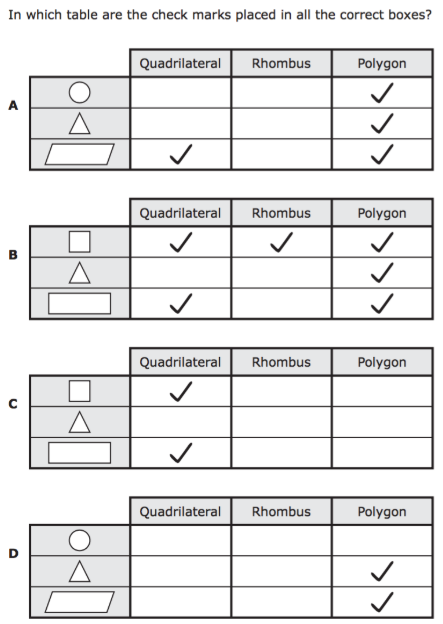 In which table are the check marks placed in all the correct boxes?
Quadrilateral Rhombus Polygon
A
Quadrilateral Rhombus Polygon
B
Quadrilateral Rhombus Polygon
C
Quadrilateral Rhombus Polygon
D